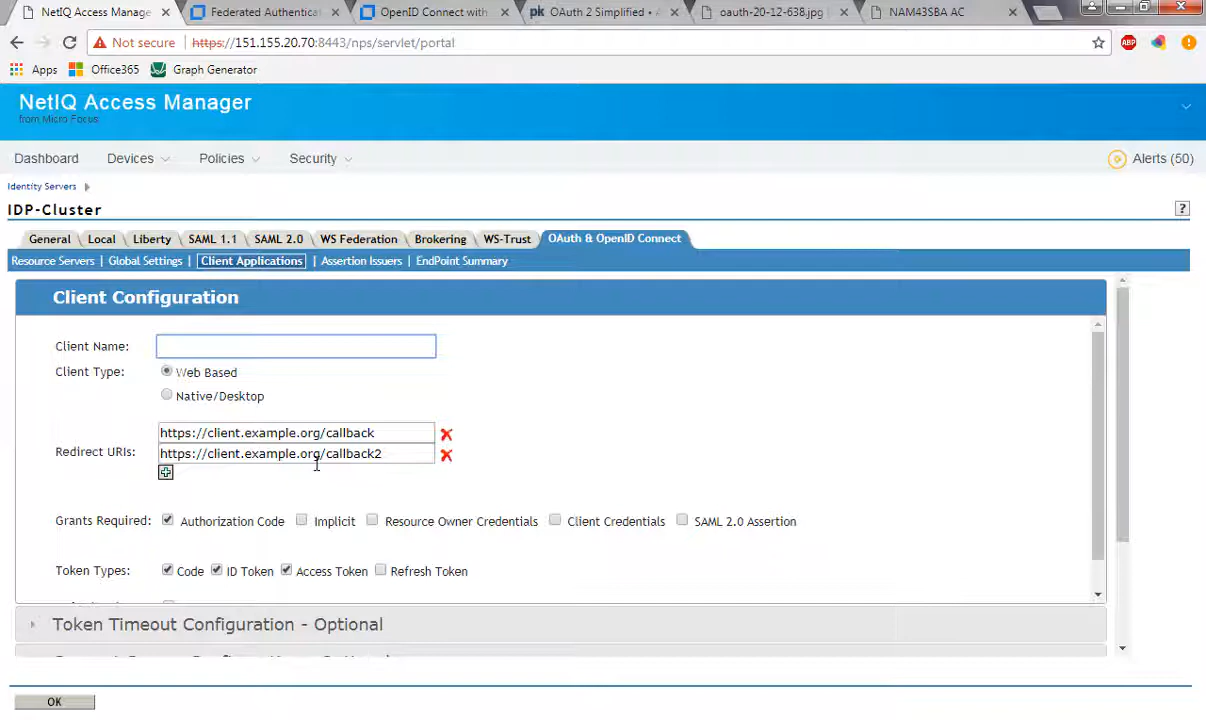 NetIQ Access Manage
Federated Authentica
OpenID Connect with
pk OAuth 2 Simplified •
oauth-20-12-638.jpg
NAM43SBA AC
Not secure
https://151.155.20.70:8443/nps/servlet/portal
ABP
Apps
Office365
Graph Generator
NetIQ Access Manager
from Micro Focus
Dashboard
Devices
Policies
Security
Alerts (50)
Identity Servers
IDP-Cluster
?
General
Local
Liberty
SAML 1.1
SAML 2.0
WS Federation
Brokering
WS-Trust
OAuth & OpenID Connect
Resource Servers | Global Settings | Client Applications | Assertion Issuers | EndPoint Summary
Client Configuration
Client Name:
Client Type:
Web Based
Native/Desktop
Redirect URIs:
https://client.example.org/callback
https://client.example.org/callback2
Grants Required:
Authorization Code
Implicit
Resource Owner Credentials
Client Credentials
SAML 2.0 Assertion
Token Types:
Code
ID Token
Access Token
Refresh Token
Token Timeout Configuration - Optional
OK